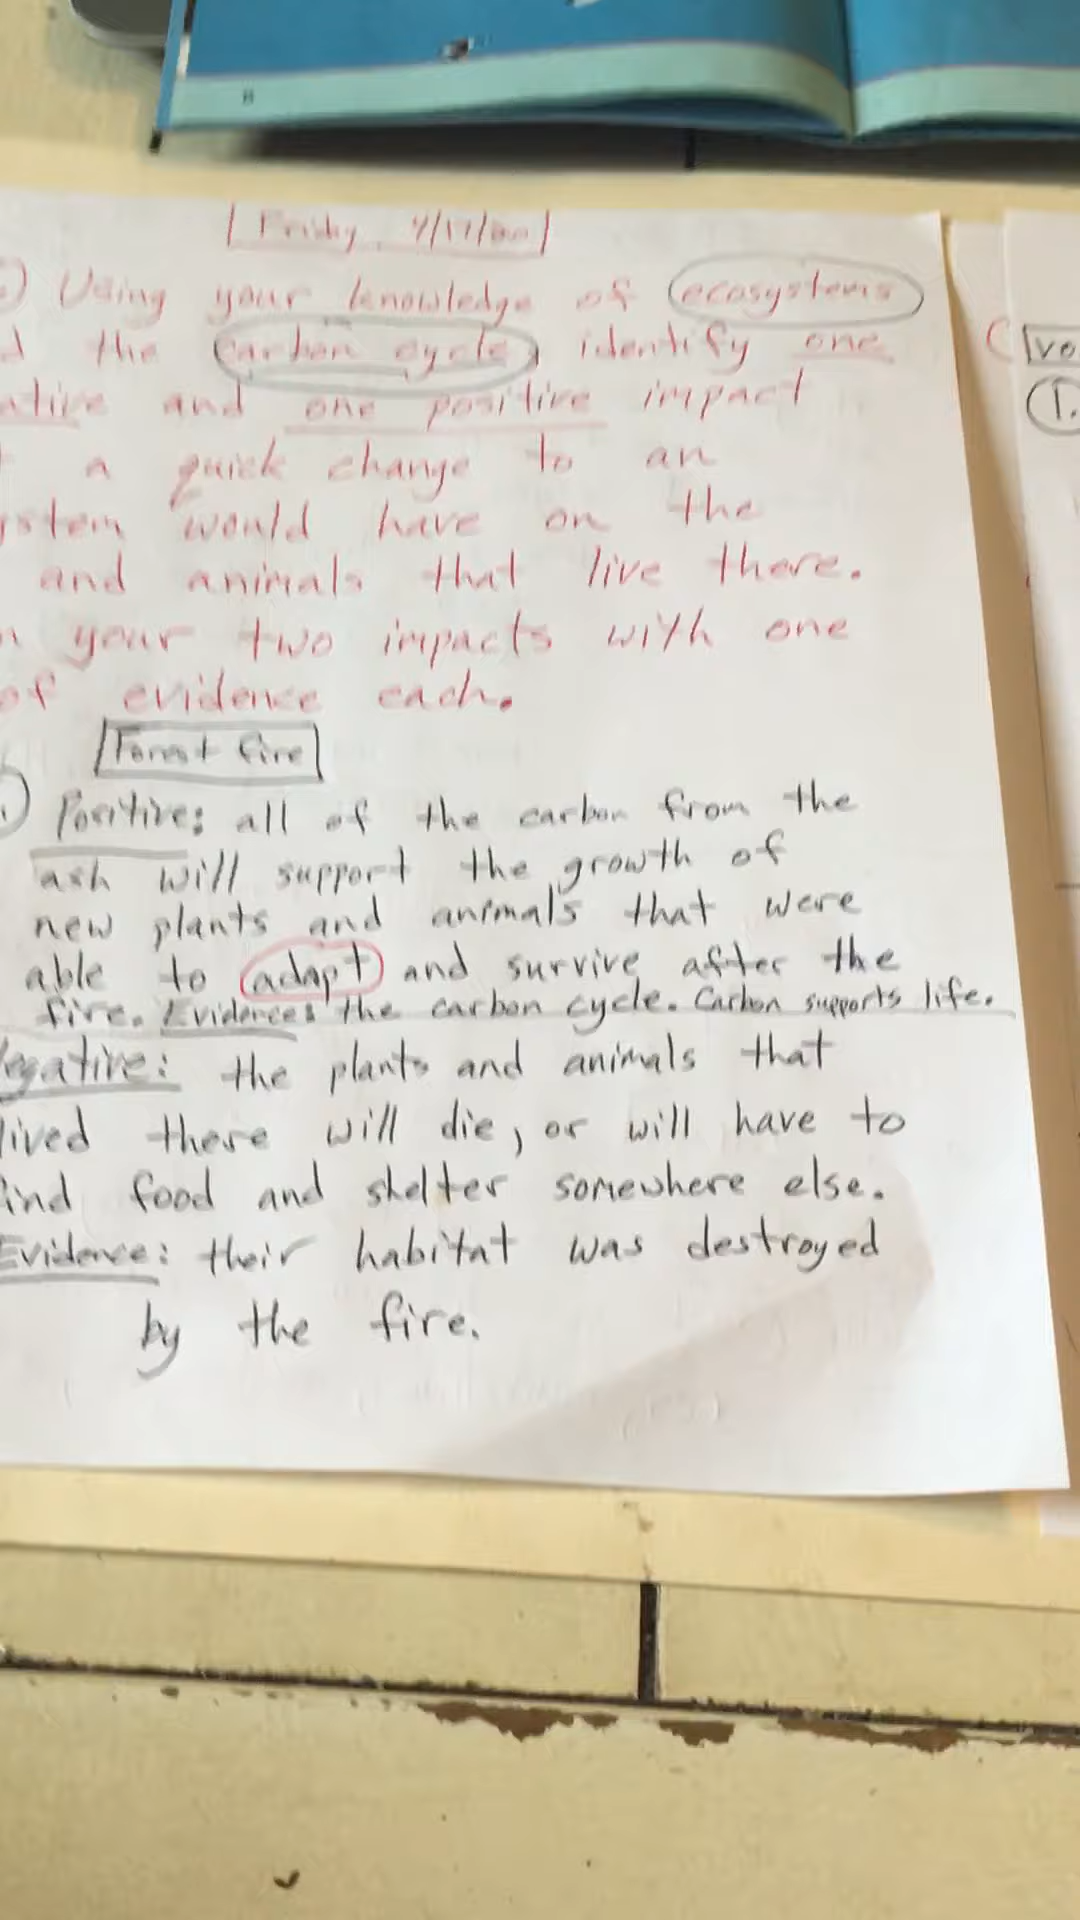 Friday
Using your knowledge of ecosystems
the carbon cycle, identify one
and one positive impact
a quick change to an
would have on the
and animals that live there.
your two impacts with one
of evidence each.
Forest fire
Positive: all of the carbon from the
ash will support the growth of
new plants and animals that were
able to adapt and survive after the
fire. Evidence: the carbon cycle. Carbon supports life.
Negative: the plants and animals that
lived there will die, or will have to
find food and shelter somewhere else.
Evidence: their habitat was destroyed
by the fire.